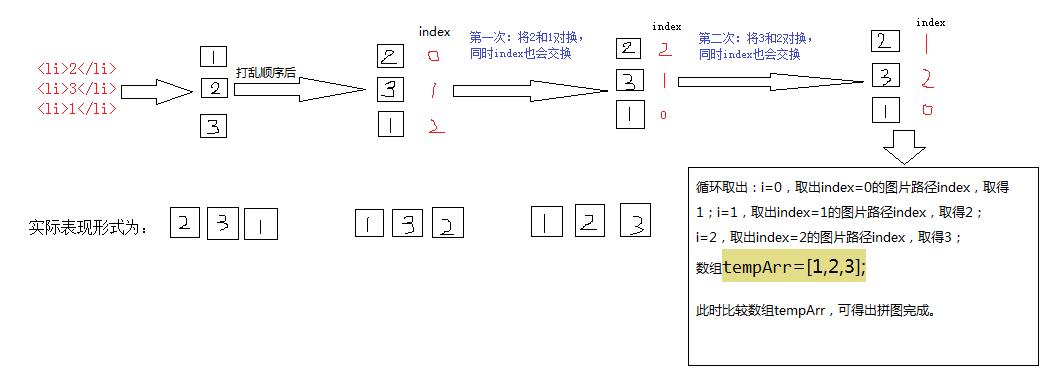 index
第一次：将2和1对换，
同时index也会交换
index
第二次：将3和2对换，
同时index也会交换
index
<li>2</li>
<li>3</li>
<li>1</li>
1
2
3
打乱顺序后
2 0
3 1
1 2
2 2
3 1
1 0
2 1
3 2
1 0
实际表现形式为：
2 3 1
1 3 2
1 2 3
循环取出：i=0，取出index=0的图片路径index，取得
1；i=1，取出index=1的图片路径index，取得2；
i=2，取出index=2的图片路径index，取得3；
数组tempArr=[1,2,3];
此时比较数组tempArr，可得出拼图完成。